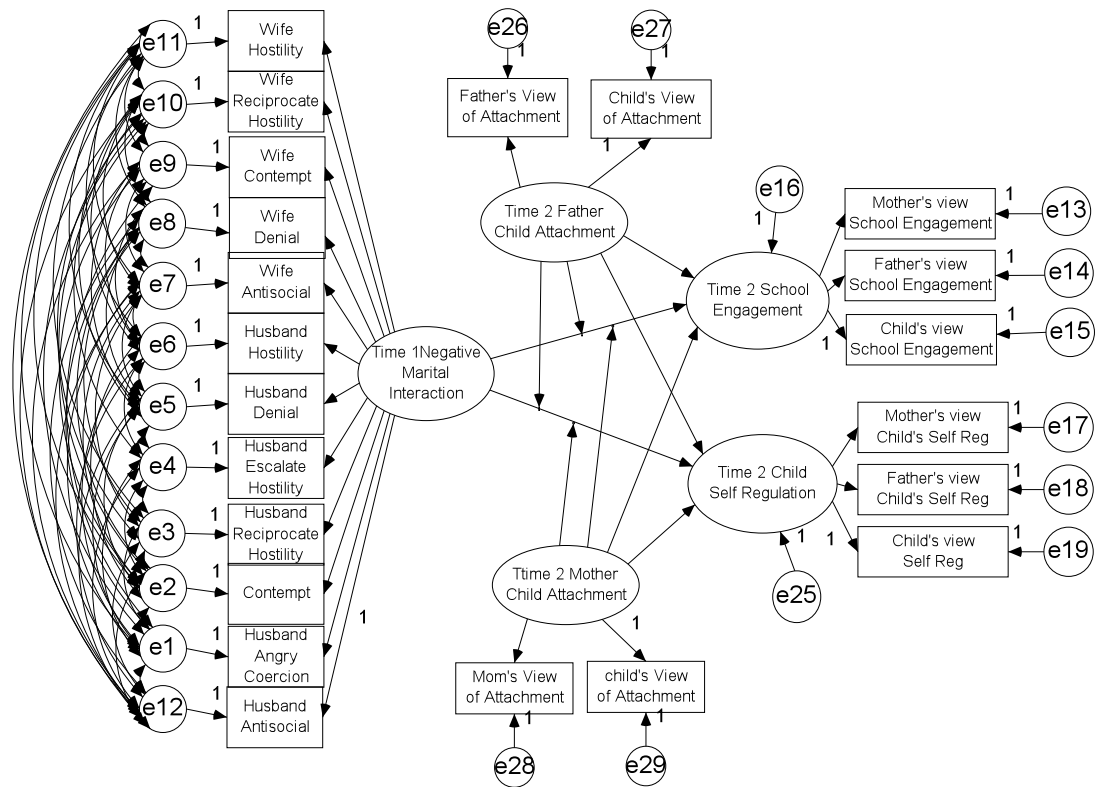 e11
1
Wife
Hostility
e10
1
Wife
Reciprocate
Hostility
e9
1
Wife
Contempt
e8
1
Wife
Denial
e7
1
Wife
Antisocial
e6
1
Husband
Hostility
e5
1
Husband
Denial
e4
1
Husband
Escalate
Hostility
e3
1
Husband
Reciprocate
Hostility
e2
1
Contempt
e1
1
Husband
Angry
Coercion
e12
1
Husband
Antisocial
1
Time 1Negative
Marital
Interaction
e26
1
Father's View
of Attachment
e27
1
Child's View
of Attachment
1
Time 2 Father
Child Attachment
e16
1
Time 2 School
Engagement
Mother's view
School Engagement
1
e13
Father's view
School Engagement
1
e14
1
Child's view
School Engagement
1
e15
Time 2 Child
Self Regulation
1
e25
Mother's view
Child's Self Reg
1
e17
Father's view
Child's Self Reg
1
e18
1
Child's view
Self Reg
1
e19
Ttime 2 Mother
Child Attachment
1
Mom's View
of Attachment
1
e28
child's View
of Attachment
1
e29